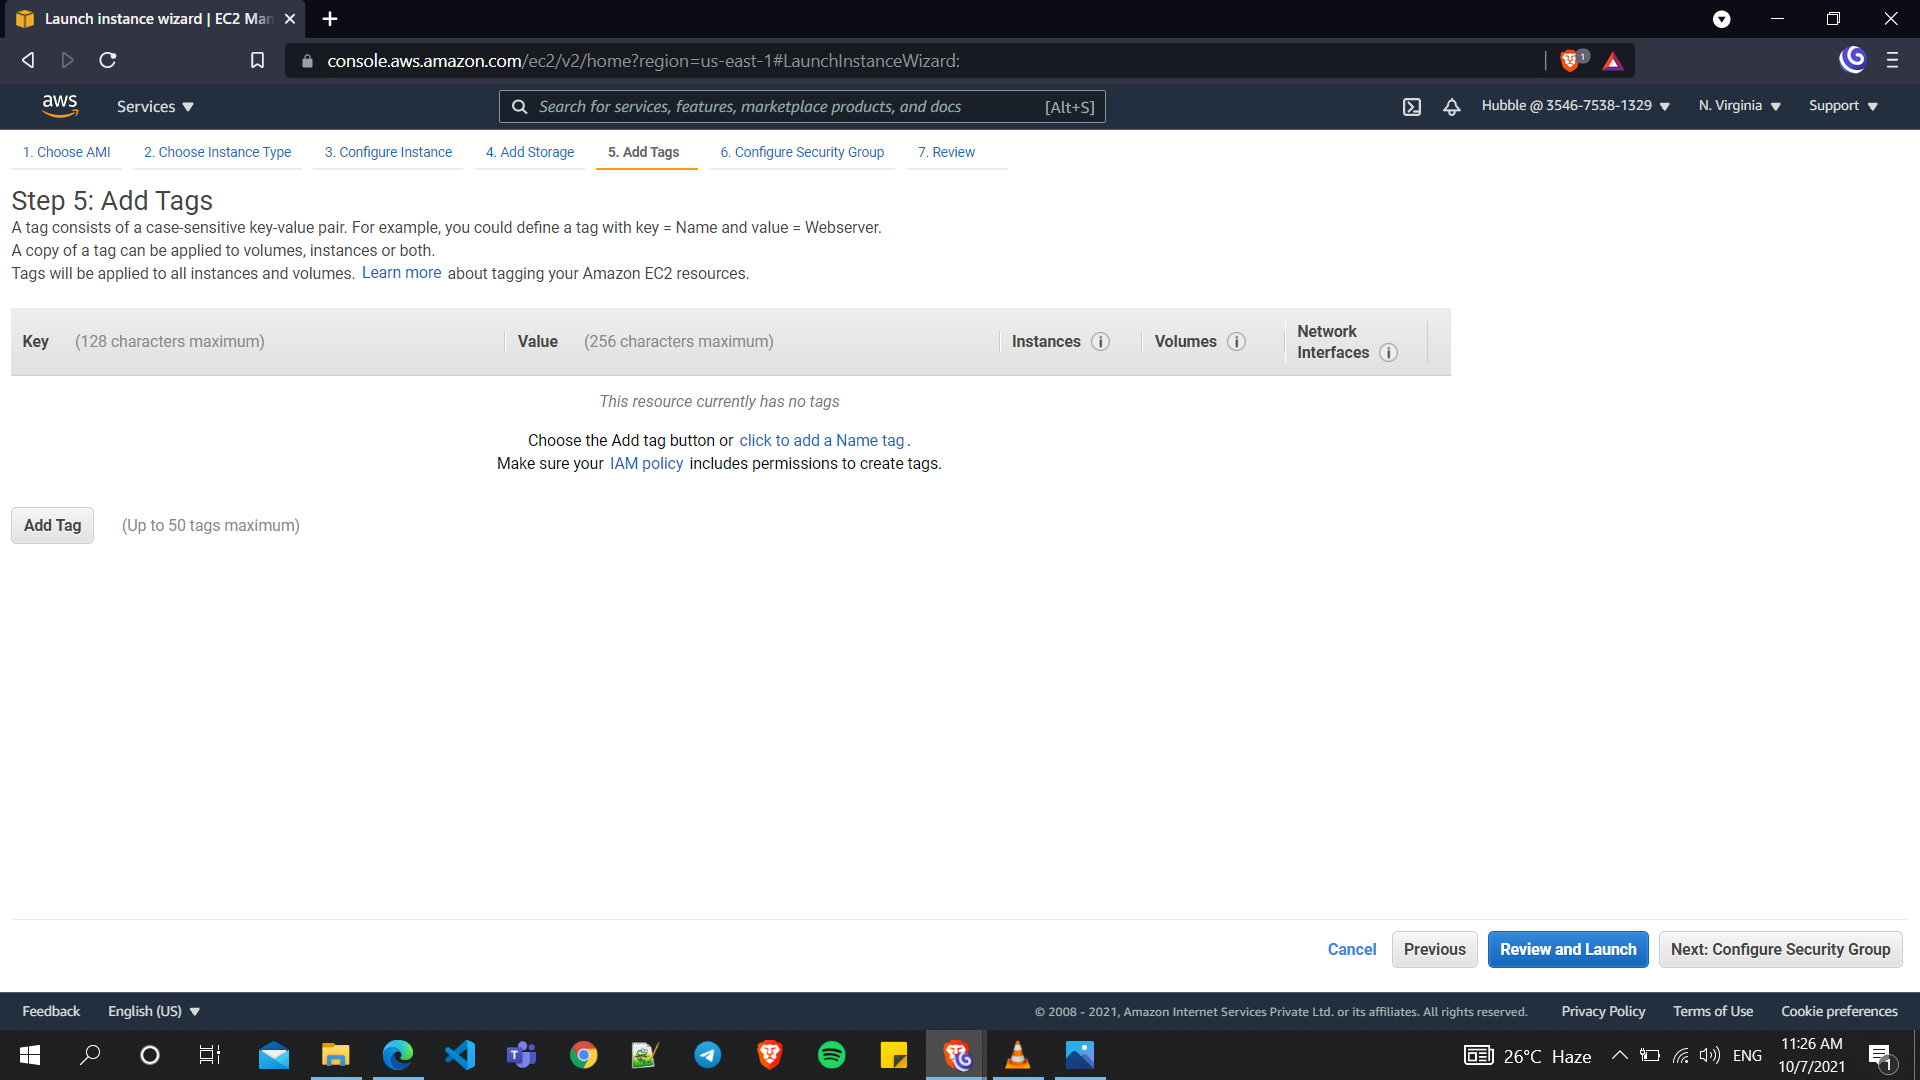 Launch instance wizard | EC2 Man
console.aws.amazon.com/ec2/v2/home?region=us-east-1#LaunchInstanceWizard:
1
aws
Services
Search for services, features, marketplace products, and docs
[Alt+S]
Hubble @ 3546-7538-1329
N. Virginia
Support
1. Choose AMI
2. Choose Instance Type
3. Configure Instance
4. Add Storage
5. Add Tags
6. Configure Security Group
7. Review
Step 5: Add Tags
A tag consists of a case-sensitive key-value pair. For example, you could define a tag with key = Name and value = Webserver.
A copy of a tag can be applied to volumes, instances or both.
Tags will be applied to all instances and volumes. Learn more about tagging your Amazon EC2 resources.
Key (128 characters maximum)
Value (256 characters maximum)
Instances
Volumes
Network
Interfaces
This resource currently has no tags
Choose the Add tag button or click to add a Name tag.
Make sure your IAM policy includes permissions to create tags.
Add Tag
(Up to 50 tags maximum)
Cancel
Previous
Review and Launch
Next: Configure Security Group
Feedback
English (US)
© 2008 - 2021, Amazon Internet Services Private Ltd. or its affiliates. All rights reserved.
Privacy Policy
Terms of Use
Cookie preferences
26°C Haze
ENG
11:26 AM
10/7/2021
1